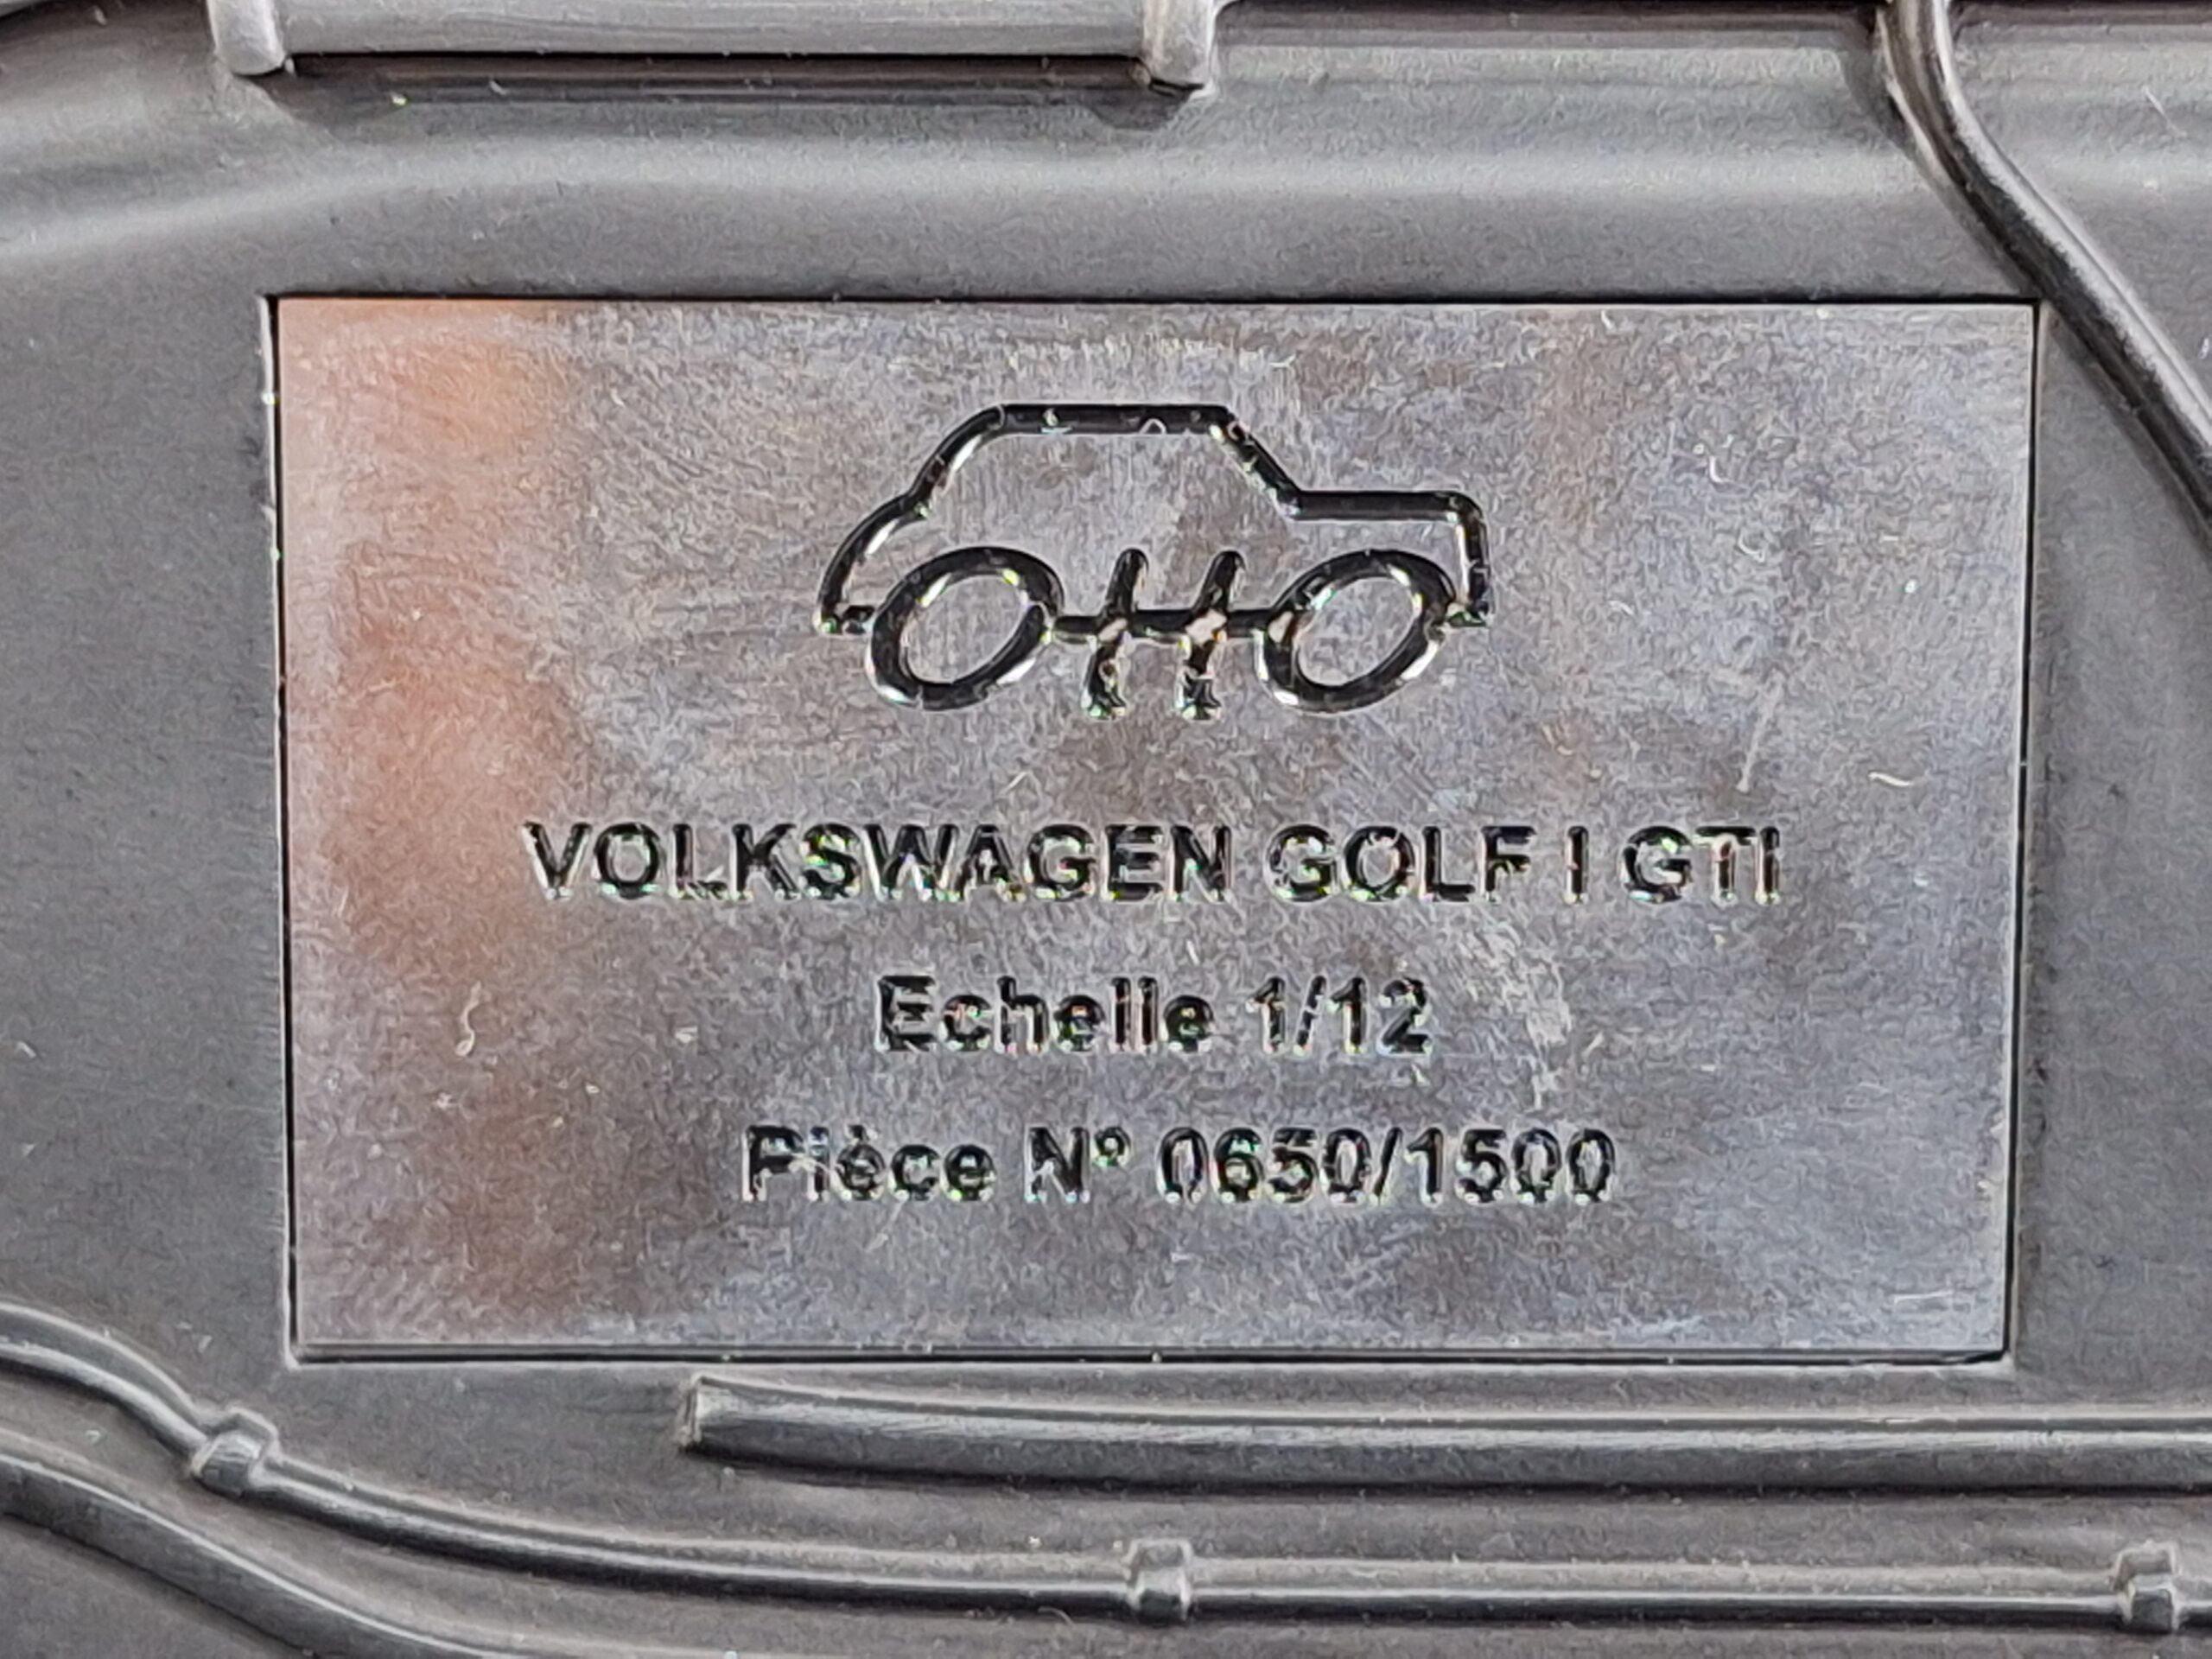 OttO
VOLKSWAGEN GOLF I GTI
Echelle 1/12
Pièce N° 0650/1500